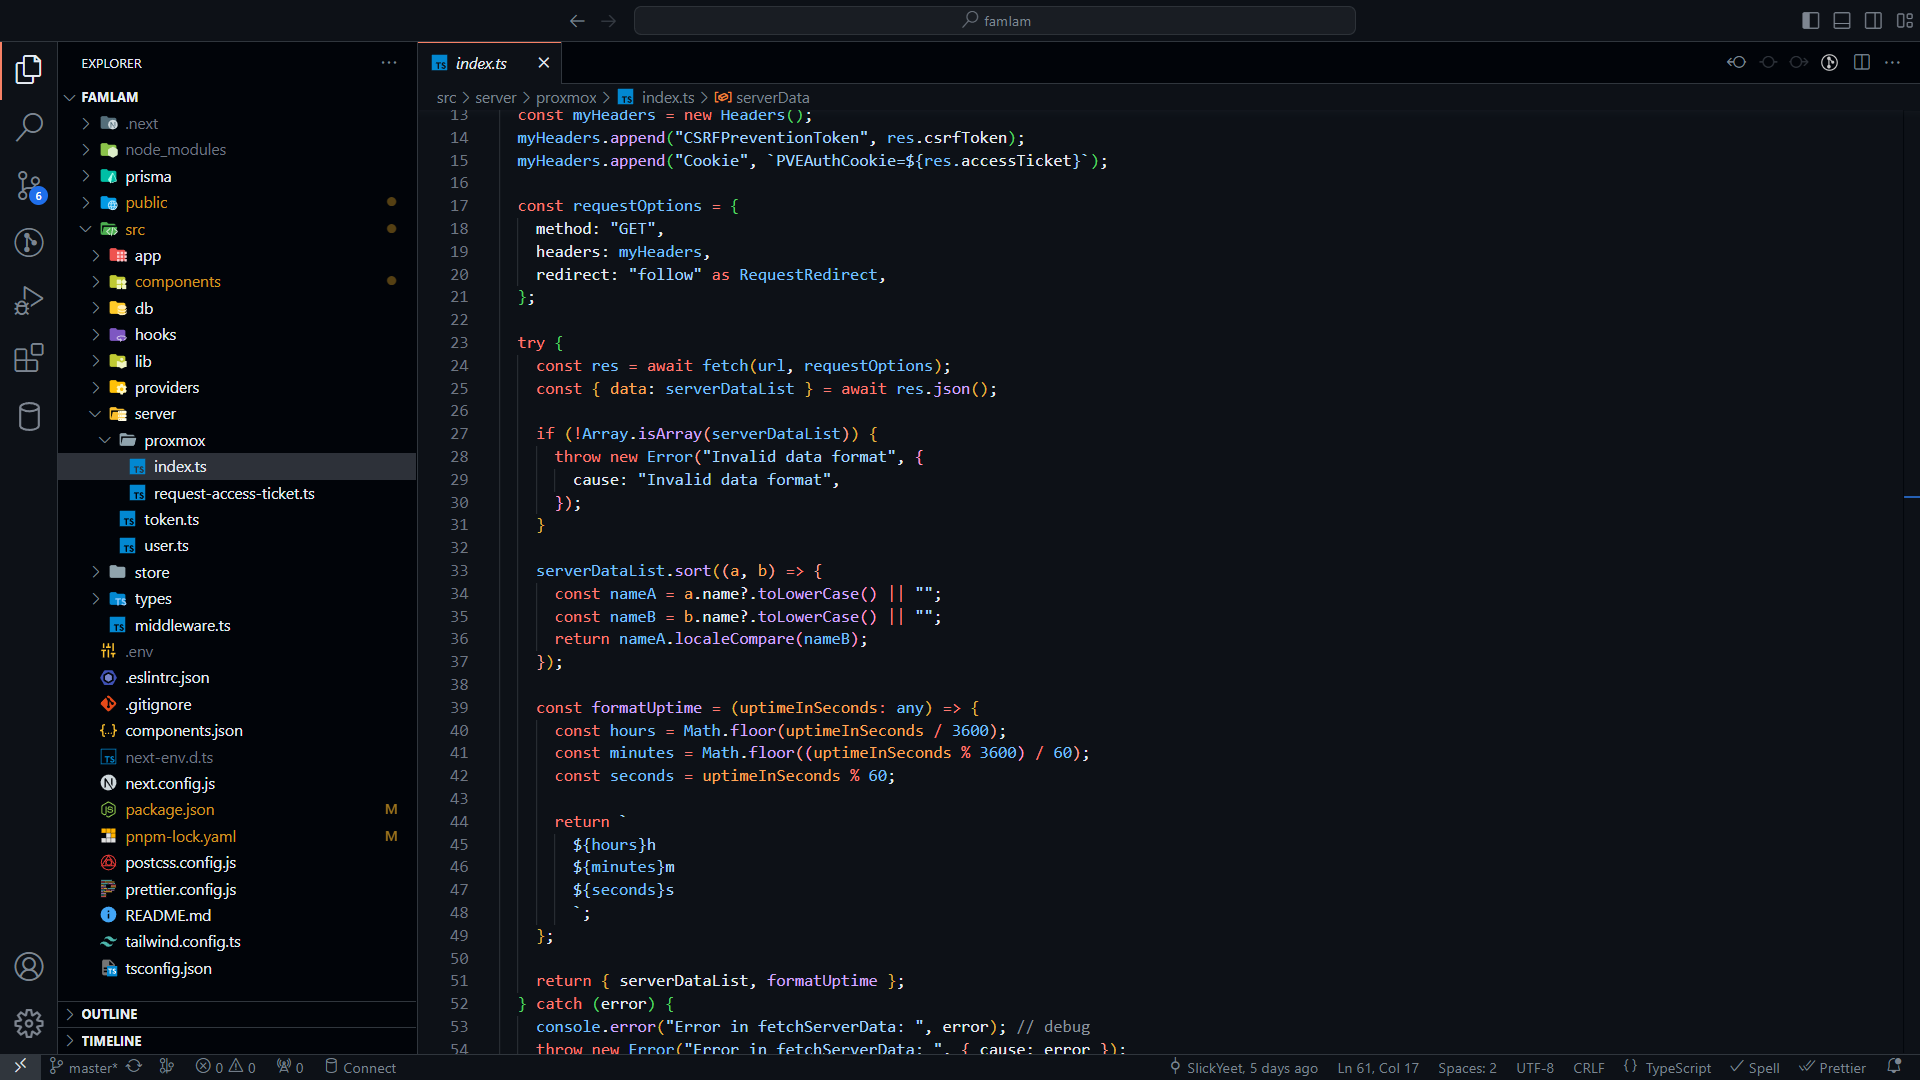 famlam
EXPLORER
FAMLAM
.next
node_modules
prisma
public
src
app
components
db
hooks
lib
providers
server
proxmox
index.ts
request-access-ticket.ts
token.ts
user.ts
store
types
middleware.ts
.env
.eslintrc.json
.gitignore
components.json
next-env.d.ts
next.config.js
package.json M
pnpm-lock.yaml M
postcss.config.js
prettier.config.js
README.md
tailwind.config.ts
tsconfig.json
OUTLINE
TIMELINE
6
index.ts
src > server > proxmox > index.ts > serverData
13 const myHeaders = new Headers();
14 myHeaders.append("CSRFPreventionToken", res.csrfToken);
15 myHeaders.append("Cookie", `PVEAuthCookie=${res.accessTicket}`);
16
17 const requestOptions = {
18 method: "GET",
19 headers: myHeaders,
20 redirect: "follow" as RequestRedirect,
21 };
22
23 try {
24 const res = await fetch(url, requestOptions);
25 const { data: serverDataList } = await res.json();
26
27 if (!Array.isArray(serverDataList)) {
28 throw new Error("Invalid data format", {
29 cause: "Invalid data format",
30 });
31 }
32
33 serverDataList.sort((a, b) => {
34 const nameA = a.name?.toLowerCase() || "";
35 const nameB = b.name?.toLowerCase() || "";
36 return nameA.localeCompare(nameB);
37 });
38
39 const formatUptime = (uptimeInSeconds: any) => {
40 const hours = Math.floor(uptimeInSeconds / 3600);
41 const minutes = Math.floor((uptimeInSeconds % 3600) / 60);
42 const seconds = uptimeInSeconds % 60;
43
44 return `
45 ${hours}h
46 ${minutes}m
47 ${seconds}s
48 `;
49 };
50
51 return { serverDataList, formatUptime };
52 } catch (error) {
53 console.error("Error in fetchServerData: ", error); // debug
54 throw new Error("Error in fetchServerData: ", { cause: error });
master* 0 0 0 Connect SlickYeet, 5 days ago Ln 61, Col 17 Spaces: 2 UTF-8 CRLF {} TypeScript Spell Prettier